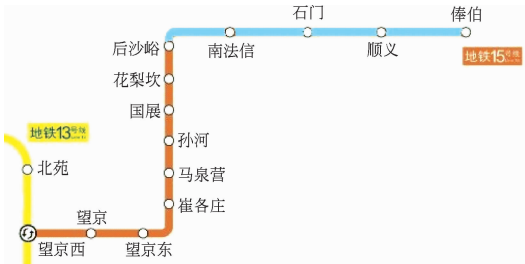 石门
俸伯
后沙峪
南法信
顺义
地铁15号线
花梨坎
国展
地铁13号线
孙河
北苑
马泉营
崔各庄
望京
望京西
望京东